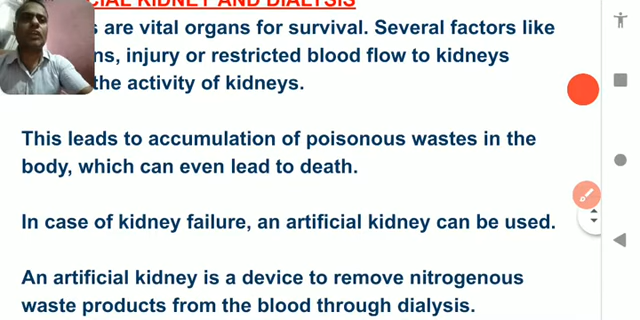 KIDNEY AND DIALYSIS
are vital organs for survival. Several factors like
injury or restricted blood flow to kidneys
the activity of kidneys.
This leads to accumulation of poisonous wastes in the
body, which can even lead to death.
In case of kidney failure, an artificial kidney can be used.
An artificial kidney is a device to remove nitrogenous
waste products from the blood through dialysis.